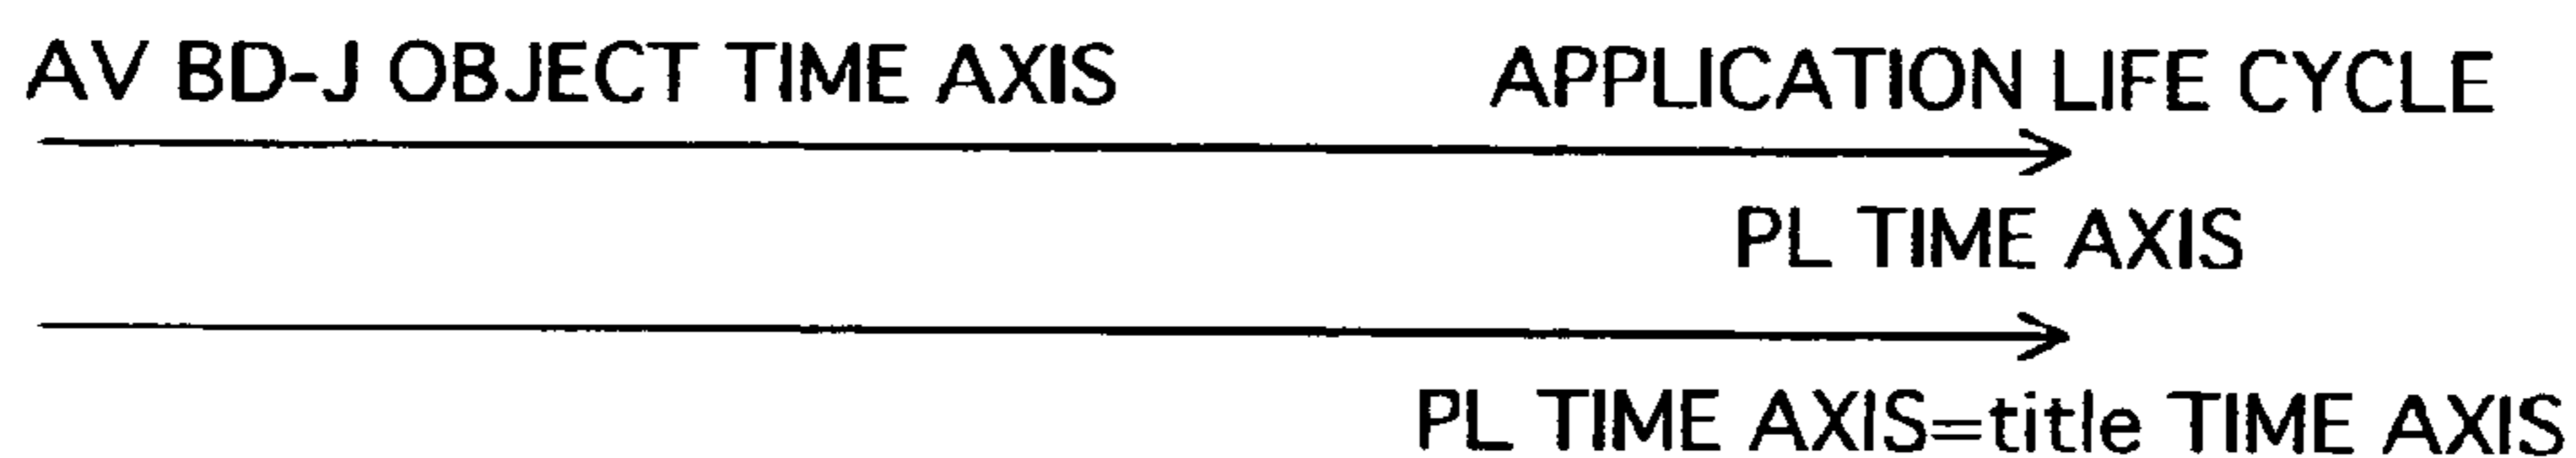 AV BD-J OBJECT TIME AXIS APPLICATION LIFE CYCLE
PL TIME AXIS
PL TIME AXIS=title TIME AXIS